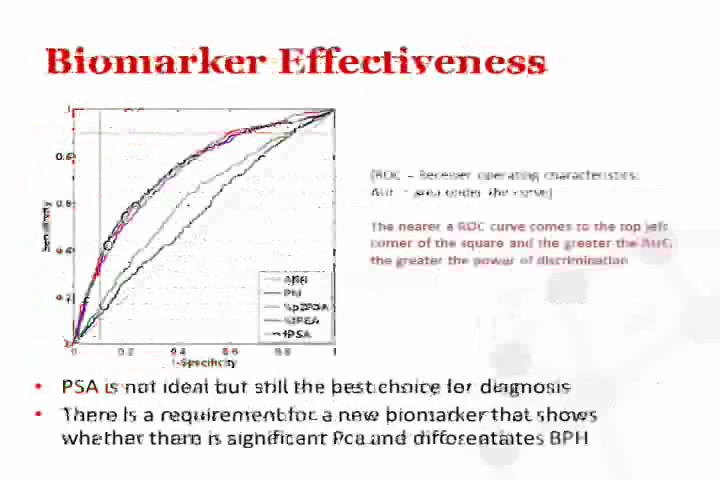 Biomarker Effectiveness
(ROC – Receiver operating characteristics;
AUC = area under the curve)
The nearer a ROC curve comes to the top left
corner of the square and the greater the AUC,
the greater the power of discrimination
Sensitivity
1
0.8
0.6
0.4
0.2
0
PHI
%fPSA
tPSA
0 0.2 0.4 0.6 0.8 1
1-Specificity
• PSA is not ideal but still the best choice for diagnosis
• There is a requirement for a new biomarker that shows
whether there is significant Pca and differentiates BPH